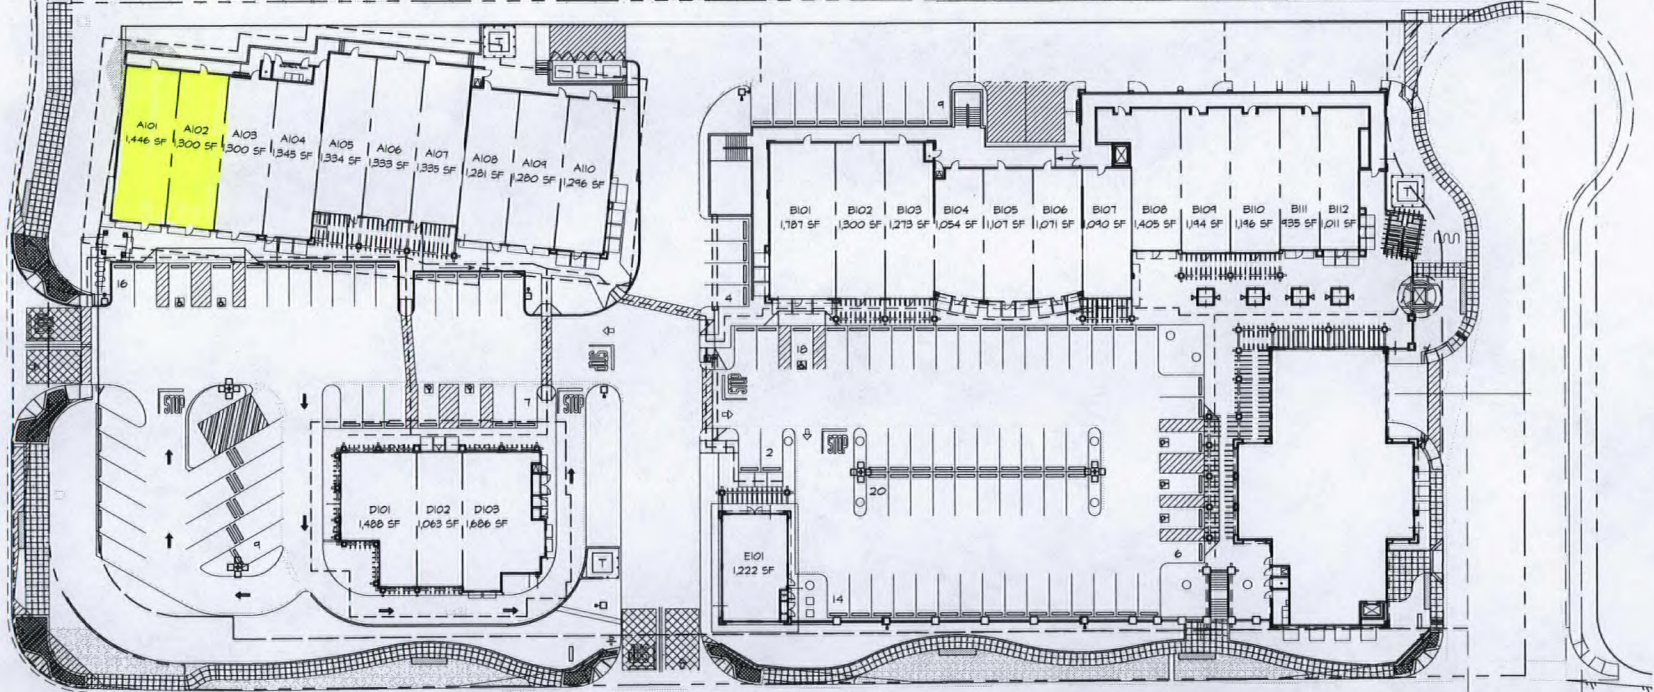 A101
1,446 SF
A102
1,300 SF
A103
1,300 SF
A104
1,345 SF
A105
1,334 SF
A106
1,333 SF
A107
1,335 SF
A108
1,281 SF
A109
1,280 SF
A110
1,296 SF
B101
1,787 SF
B102
1,300 SF
B103
1,273 SF
B104
1,054 SF
B105
1,107 SF
B106
1,071 SF
B107
1,090 SF
B108
1,405 SF
B109
1,194 SF
B110
1,196 SF
B111
935 SF
B112
1,011 SF
9
4
16
18
7
STOP
STOP
STOP
STOP
STOP
2
20
D101
1,488 SF
D102
1,063 SF
D103
1,686 SF
9
T
T
E101
1,222 SF
6
14